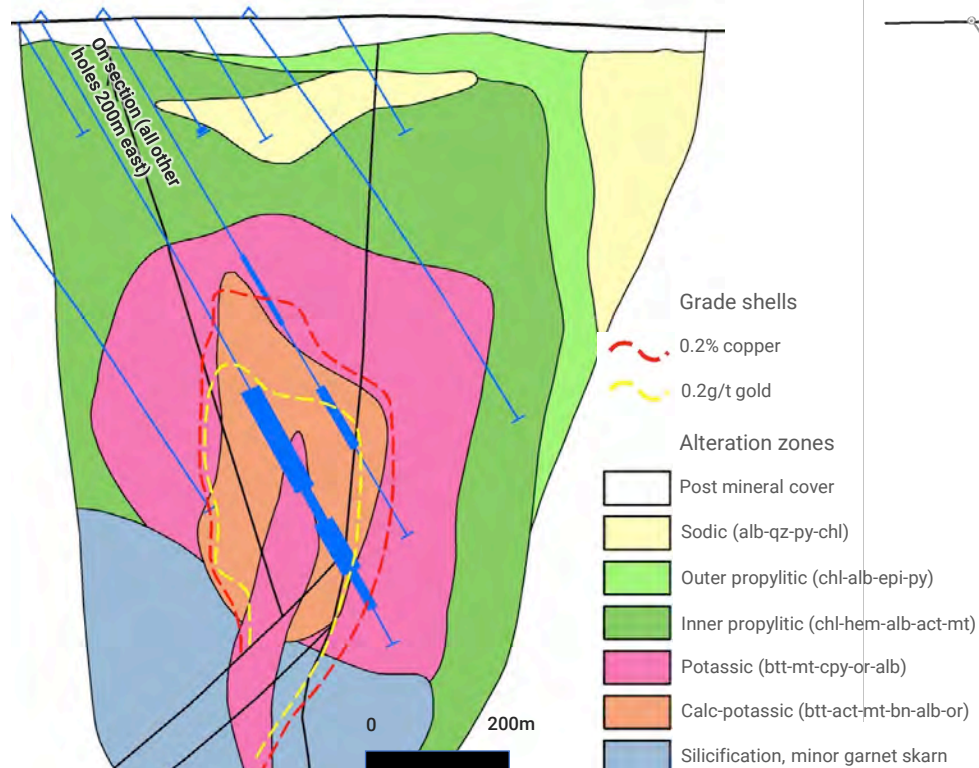 On section (all other
holes 200m east)
Grade shells
0.2% copper
0.2g/t gold
Alteration zones
Post mineral cover
Sodic (alb-qz-py-chl)
Outer propylitic (chl-alb-epi-py)
Inner propylitic (chl-hem-alb-act-mt)
Potassic (btt-mt-cpy-or-alb)
Calc-potassic (btt-act-mt-bn-alb-or)
Silicification, minor garnet skarn
0 200m